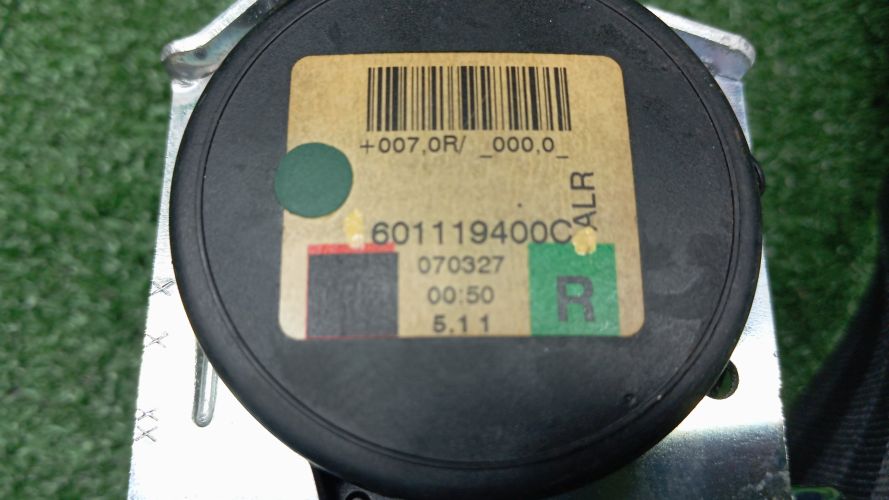 +007,0R/ _000,0_
ALR
601119400C
070327
00:50
5.11
R